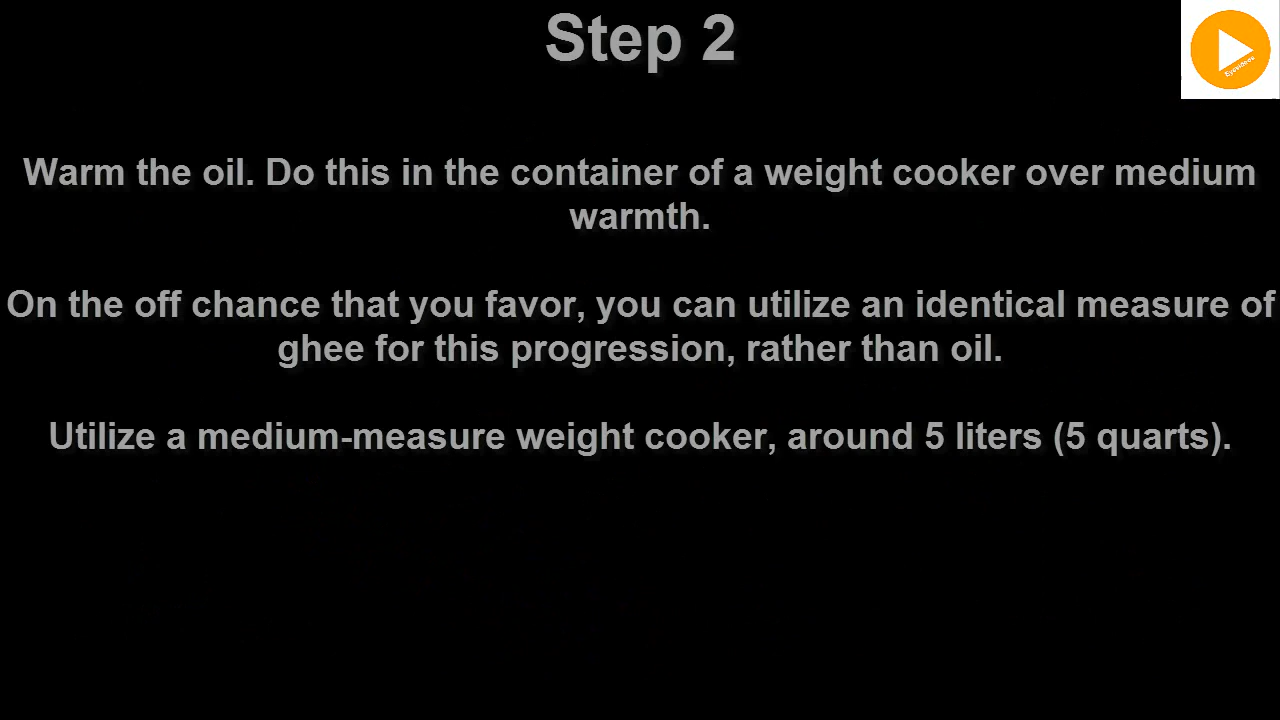 Step 2
Eyevideos
Warm the oil. Do this in the container of a weight cooker over medium
warmth.
On the off chance that you favor, you can utilize an identical measure of
ghee for this progression, rather than oil.
Utilize a medium-measure weight cooker, around 5 liters (5 quarts).